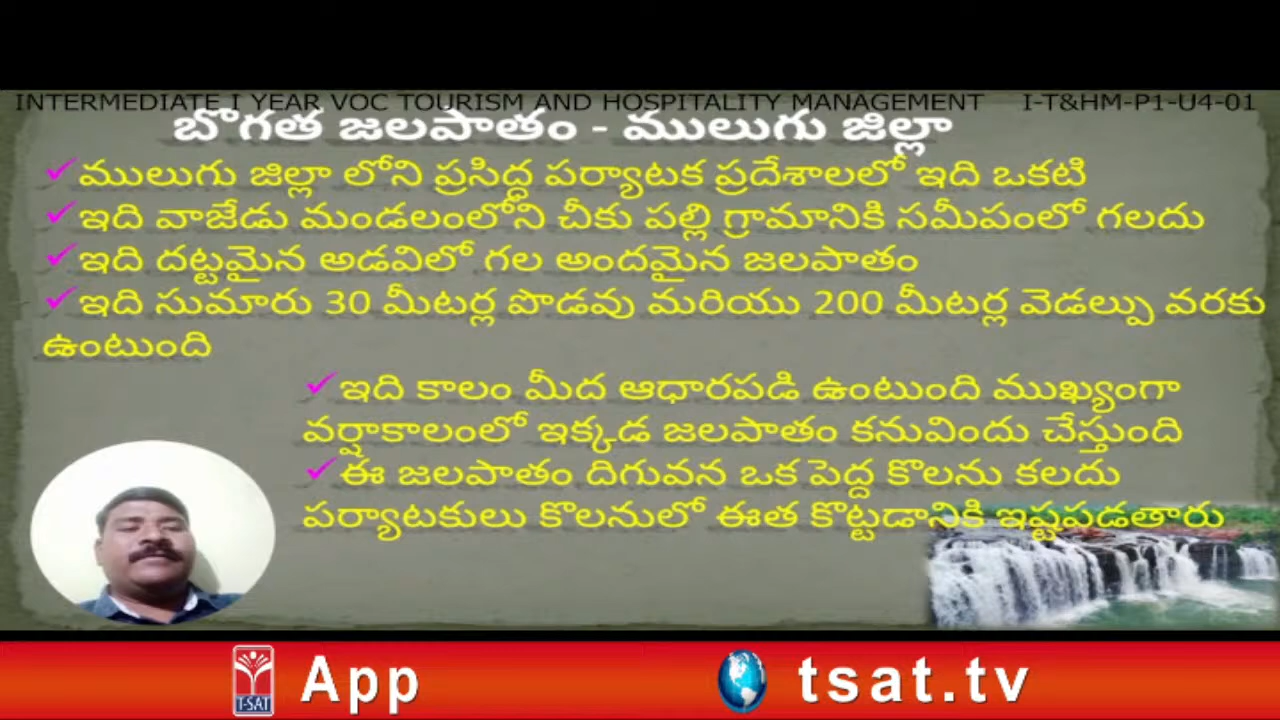 INTERMEDIATE I YEAR VOC TOURISM AND HOSPITALITY MANAGEMENT I-T&HM-P1-U4-01
బొగత జలపాతం - ములుగు జిల్లా
✓ములుగు జిల్లా లోని ప్రసిద్ధ పర్యాటక ప్రదేశాలలో ఇది ఒకటి
✓ఇది వాజేడు మండలంలోని చీకు పల్లి గ్రామానికి సమీపంలో గలదు
✓ఇది దట్టమైన అడవిలో గల అందమైన జలపాతం
✓ఇది సుమారు 30 మీటర్ల పొడవు మరియు 200 మీటర్ల వెడల్పు వరకు
ఉంటుంది
✓ఇది కాలం మీద ఆధారపడి ఉంటుంది ముఖ్యంగా
వర్షాకాలంలో ఇక్కడ జలపాతం కనువిందు చేస్తుంది
✓ఈ జలపాతం దిగువన ఒక పెద్ద కొలను కలదు
పర్యాటకులు కొలనులో ఈత కొట్టడానికి ఇష్టపడతారు
T-SAT App tsat.tv